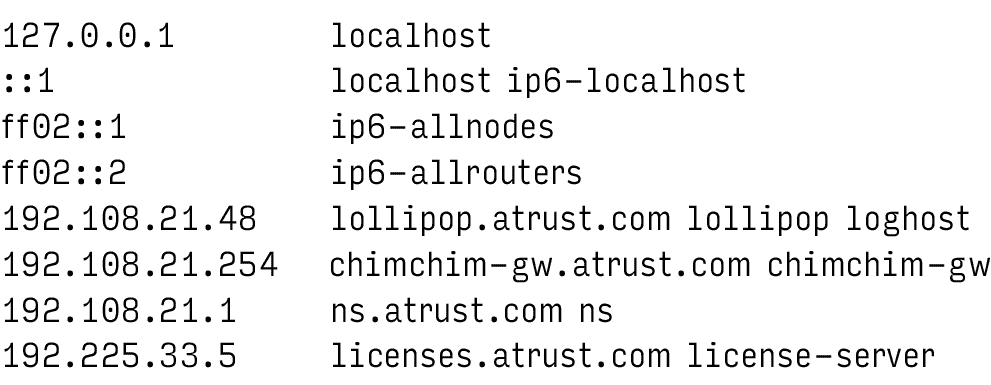 127.0.0.1 localhost
::1 localhost ip6-localhost
ff02::1 ip6-allnodes
ff02::2 ip6-allrouters
192.108.21.48 lollipop.atrust.com lollipop loghost
192.108.21.254 chimchim-gw.atrust.com chimchim-gw
192.108.21.1 ns.atrust.com ns
192.225.33.5 licenses.atrust.com license-server